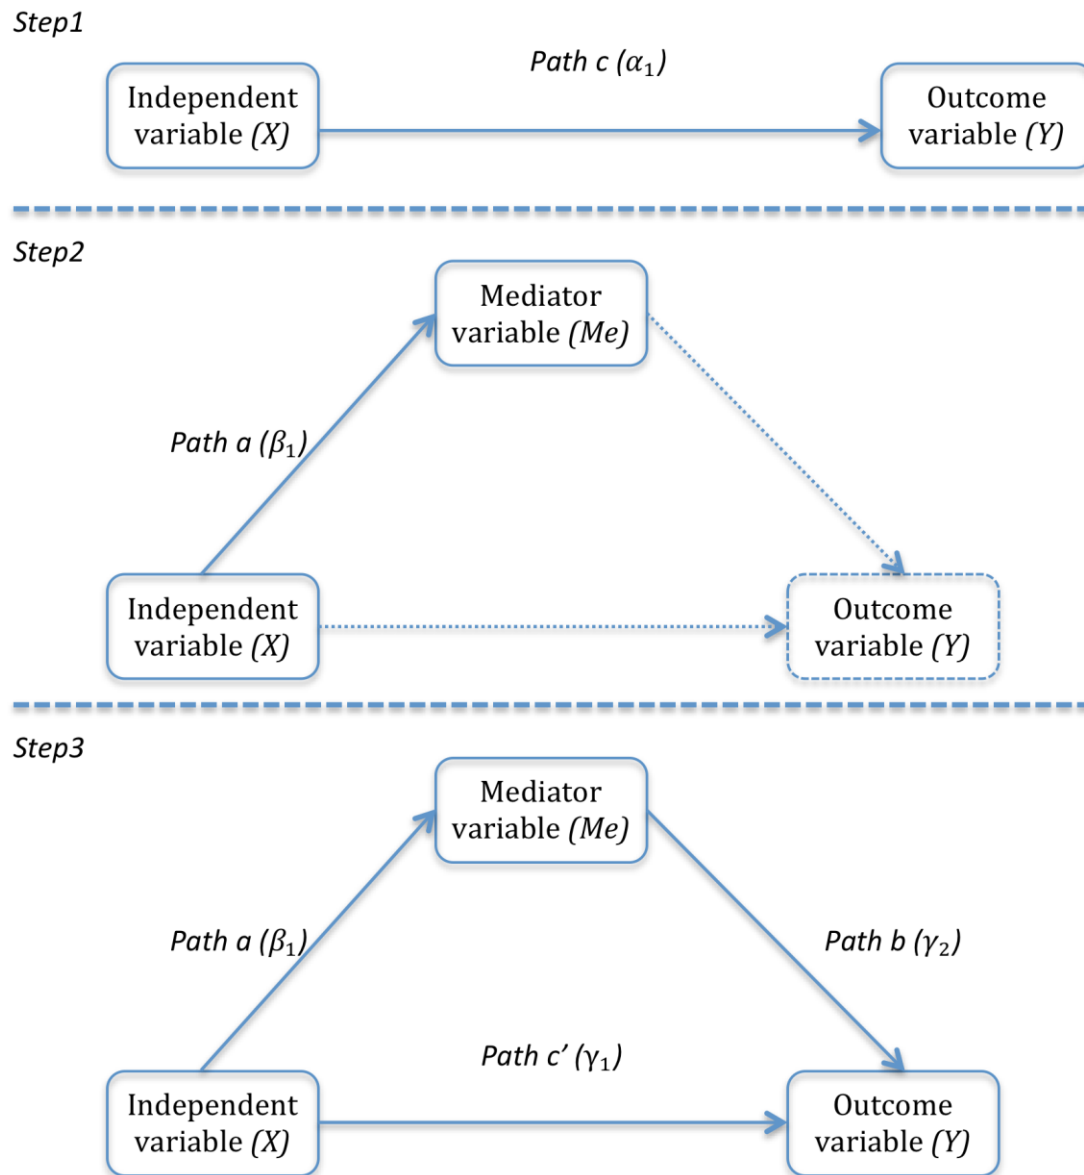 Step1
Path c (α₁)
Independent
variable (X)
Outcome
variable (Y)
Step2
Mediator
variable (Me)
Path a (β₁)
Independent
variable (X)
Outcome
variable (Y)
Step3
Mediator
variable (Me)
Path a (β₁)
Path b (γ₂)
Path c’ (γ₁)
Independent
variable (X)
Outcome
variable (Y)